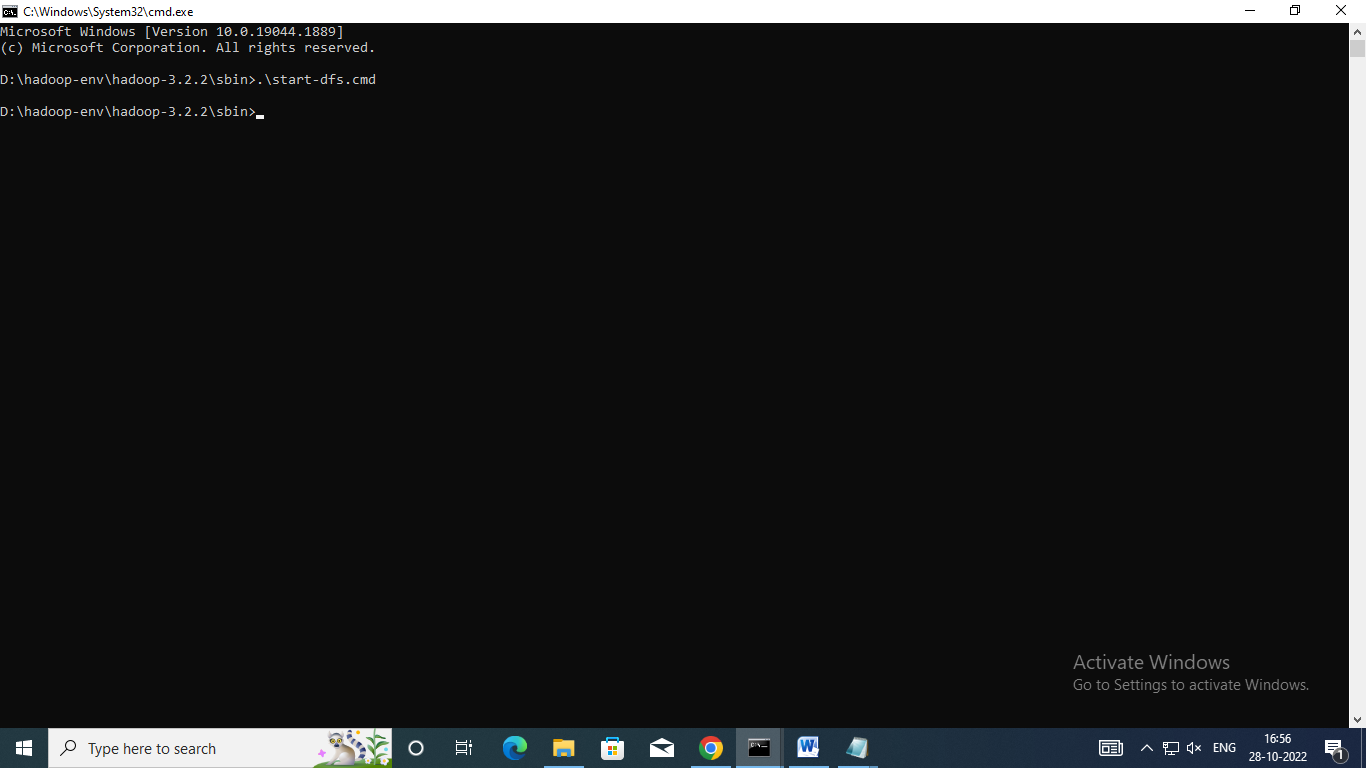 C:\Windows\System32\cmd.exe
Microsoft Windows [Version 10.0.19044.1889]
(c) Microsoft Corporation. All rights reserved.
D:\hadoop-env\hadoop-3.2.2\sbin>.\start-dfs.cmd
D:\hadoop-env\hadoop-3.2.2\sbin>
Activate Windows
Go to Settings to activate Windows.
Type here to search
ENG
16:56
28-10-2022
1